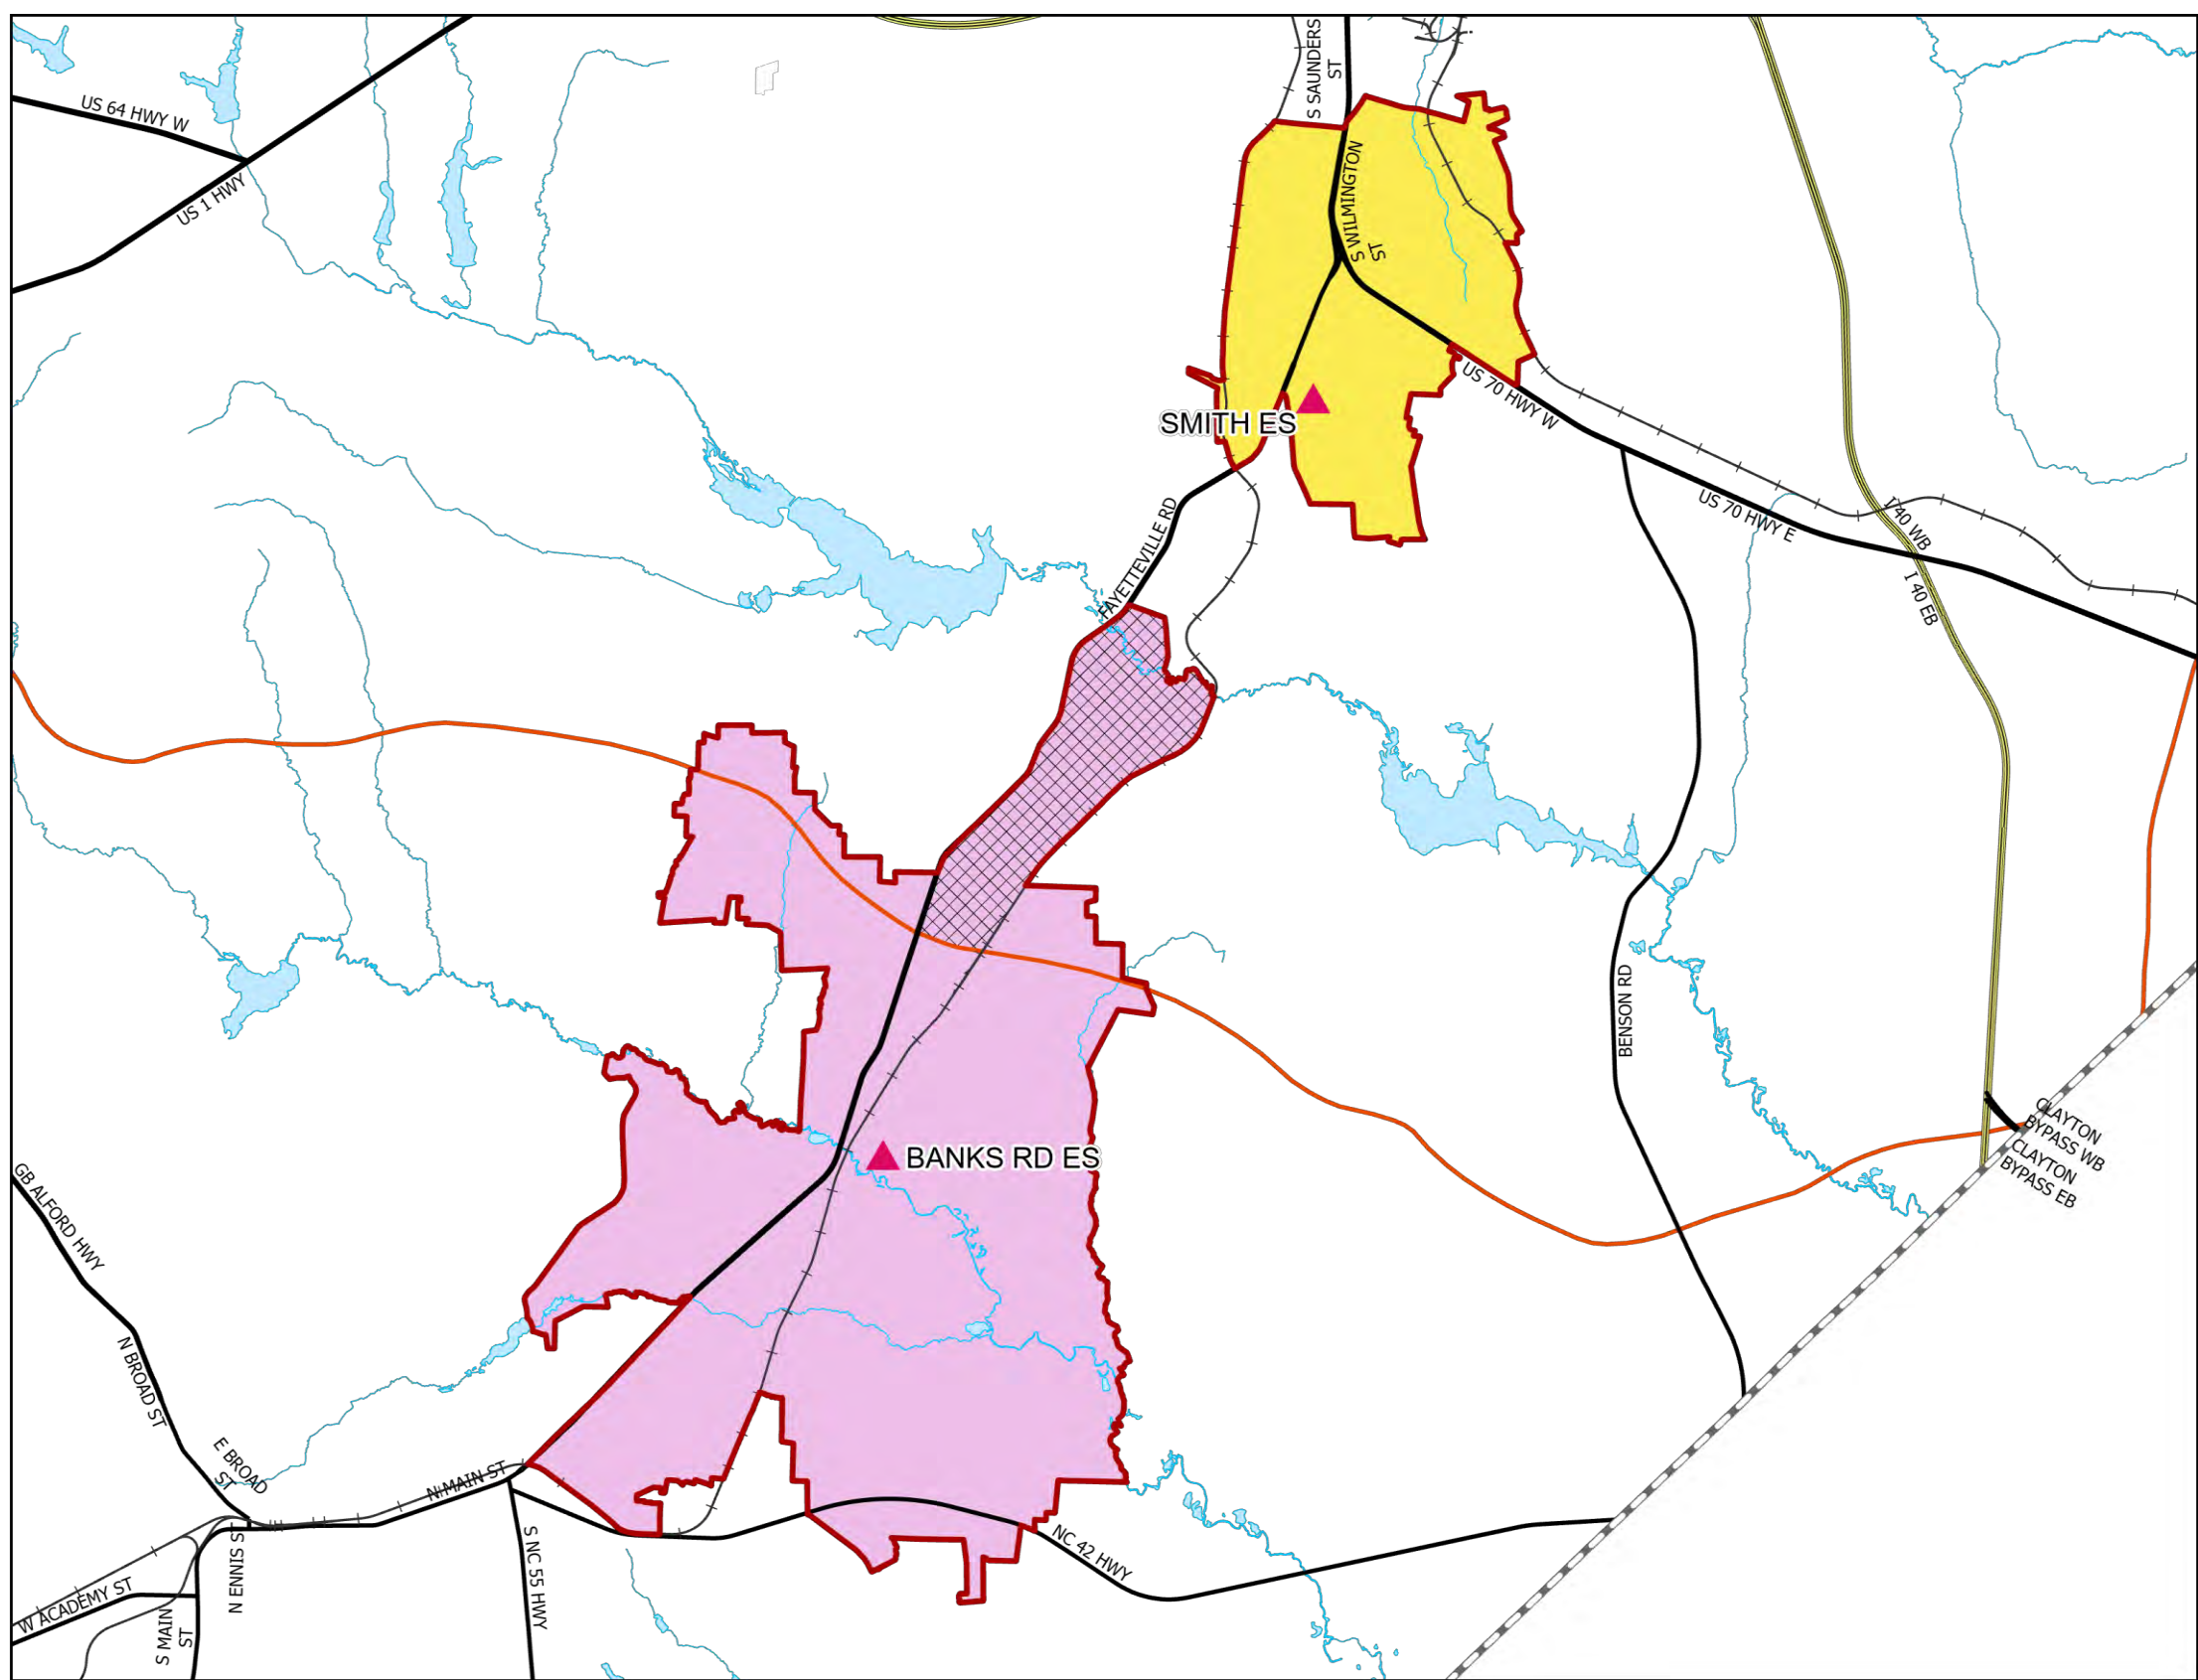 S SAUNDERS
ST
US 64 HWY W
US 1 HWY
S WILMINGTON
ST
US 70 HWY W
SMITH ES
FAYETTEVILLE RD
US 70 HWY E
I 40 WB
I 40 EB
BENSON RD
CLAYTON
BYPASS WB
CLAYTON
BYPASS EB
BANKS RD ES
GB ALFORD HWY
N BROAD ST
E BROAD
ST
N MAIN ST
N ENNIS S
S NC 55 HWY
NC 42 HWY
W ACADEMY ST
S MAIN
ST